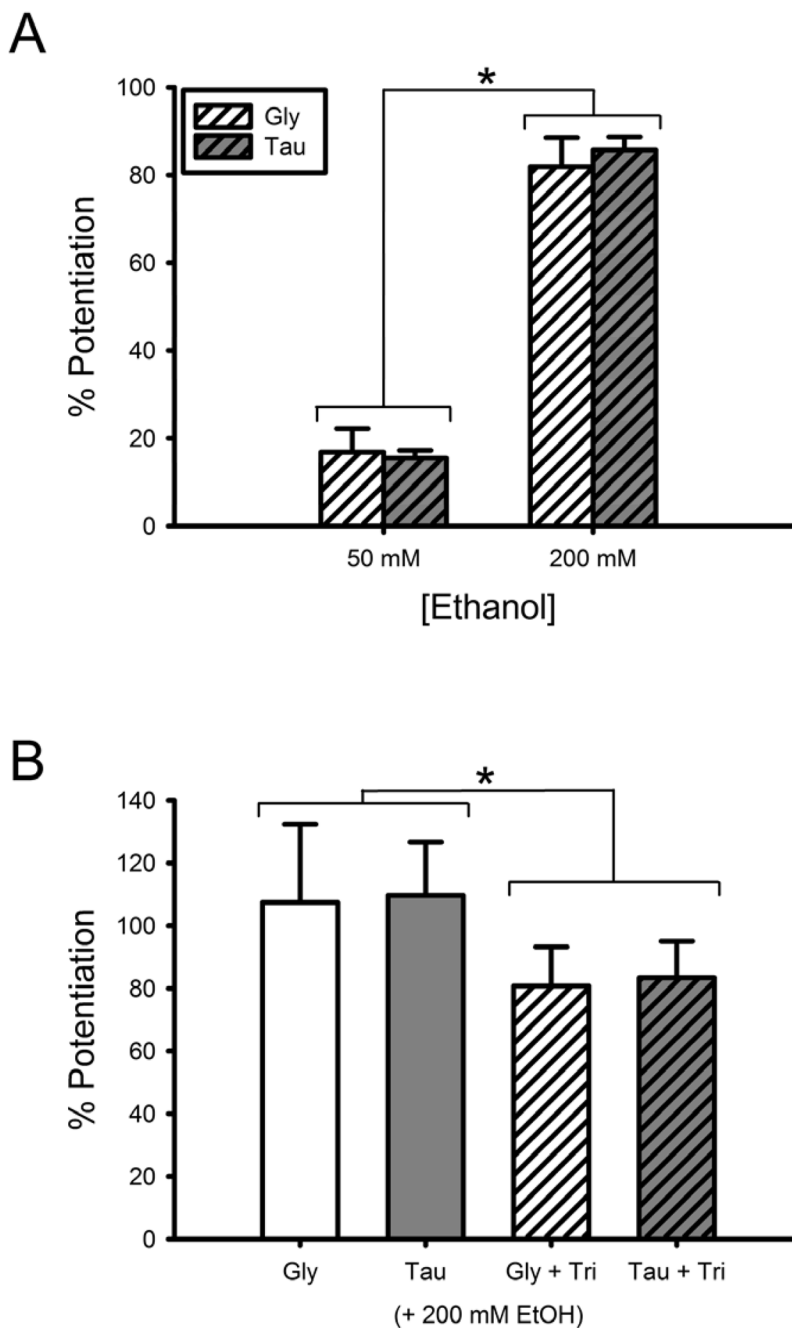 A
*
100
80
60
40
20
0
% Potentiation
Gly
Tau
50 mM 200 mM
[Ethanol]
B
*
140
120
100
80
60
40
20
0
% Potentiation
Gly Tau Gly + Tri Tau + Tri
(+ 200 mM EtOH)